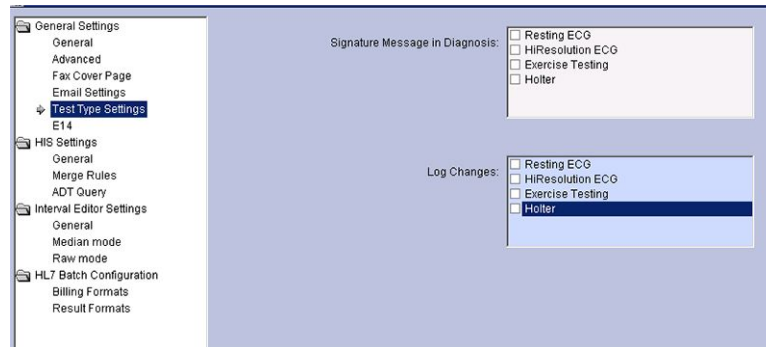 General Settings
General
Advanced
Fax Cover Page
Email Settings
Test Type Settings
E14
HIS Settings
General
Merge Rules
ADT Query
Interval Editor Settings
General
Median mode
Raw mode
HL7 Batch Configuration
Billing Formats
Result Formats
Signature Message in Diagnosis:
Resting ECG
HiResolution ECG
Exercise Testing
Holter
Log Changes:
Resting ECG
HiResolution ECG
Exercise Testing
Holter